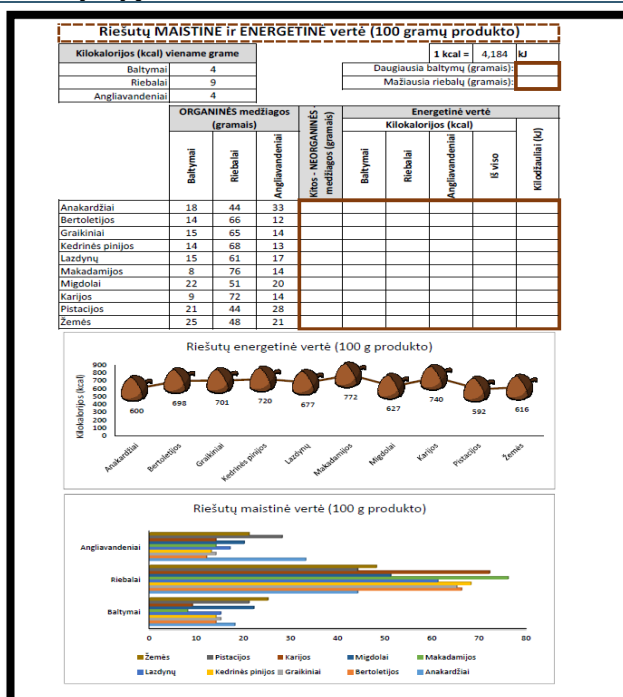 Riešutų MAISTINĖ ir ENERGETINĖ vertė (100 gramų produkto)
Kilokalorijos (kcal) viename grame
1 kcal = 4,184 kJ
Baltymai 4
Daugiausia baltymų (gramais):
Riebalai 9
Mažiausia riebalų (gramais):
Angliavandeniai 4
ORGANINĖS medžiagos (gramais)
Kitos - NEORGANINĖS - medžiagos (gramais)
Energetinė vertė
Kilokalorijos (kcal)
Kilodžauliai (kJ)
Baltymai Riebalai Angliavandeniai Baltymai Riebalai Angliavandeniai Iš viso
Anakardžiai 18 44 33
Bertoletijos 14 66 12
Graikiniai 15 65 14
Kedrinės pinijos 14 68 13
Lazdynų 15 61 17
Makadamijos 8 76 14
Migdolai 22 51 20
Karijos 9 72 14
Pistacijos 21 44 28
Žemės 25 48 21
Riešutų energetinė vertė (100 g produkto)
Kilokalorijos (kcal)
900
800
700
600
500
400
300
200
100
0
600 698 701 720 677 772 627 740 592 616
Anakardžiai Bertoletijos Graikiniai Kedrinės pinijos Lazdynų Makadamijos Migdolai Karijos Pistacijos Žemės
Riešutų maistinė vertė (100 g produkto)
Angliavandeniai
Riebalai
Baltymai
0 10 20 30 40 50 60 70 80
Žemės Pistacijos Karijos Migdolai Makadamijos
Lazdynų Kedrinės pinijos Graikiniai Bertoletijos Anakardžiai